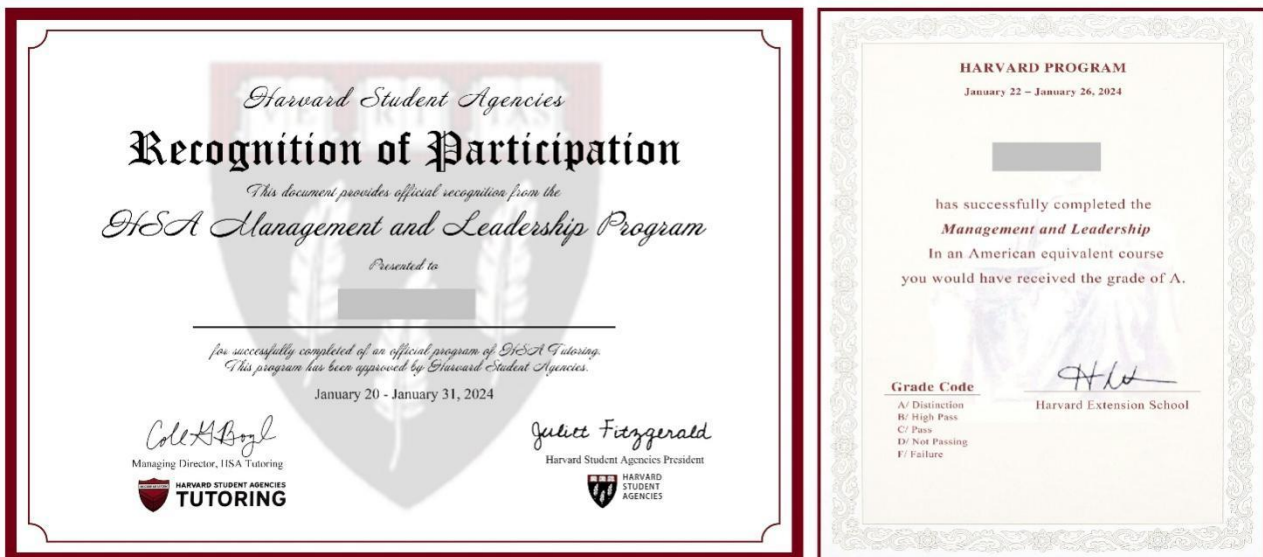 VE RI TAS
Harvard Student Agencies
Recognition of Participation
This document provides official recognition from the
HSA Management and Leadership Program
Presented to
for successfully completed of an official program of HSA Tutoring.
This program has been approved by Harvard Student Agencies.
January 20 - January 31, 2024
Managing Director, HSA Tutoring
HARVARD STUDENT AGENCIES
TUTORING
Juliet Fitzgerald
Harvard Student Agencies President
HARVARD
STUDENT
AGENCIES
HARVARD PROGRAM
January 22 – January 26, 2024
has successfully completed the
Management and Leadership
In an American equivalent course
you would have received the grade of A.
Grade Code
A/ Distinction
B/ High Pass
C/ Pass
D/ Not Passing
F/ Failure
Harvard Extension School